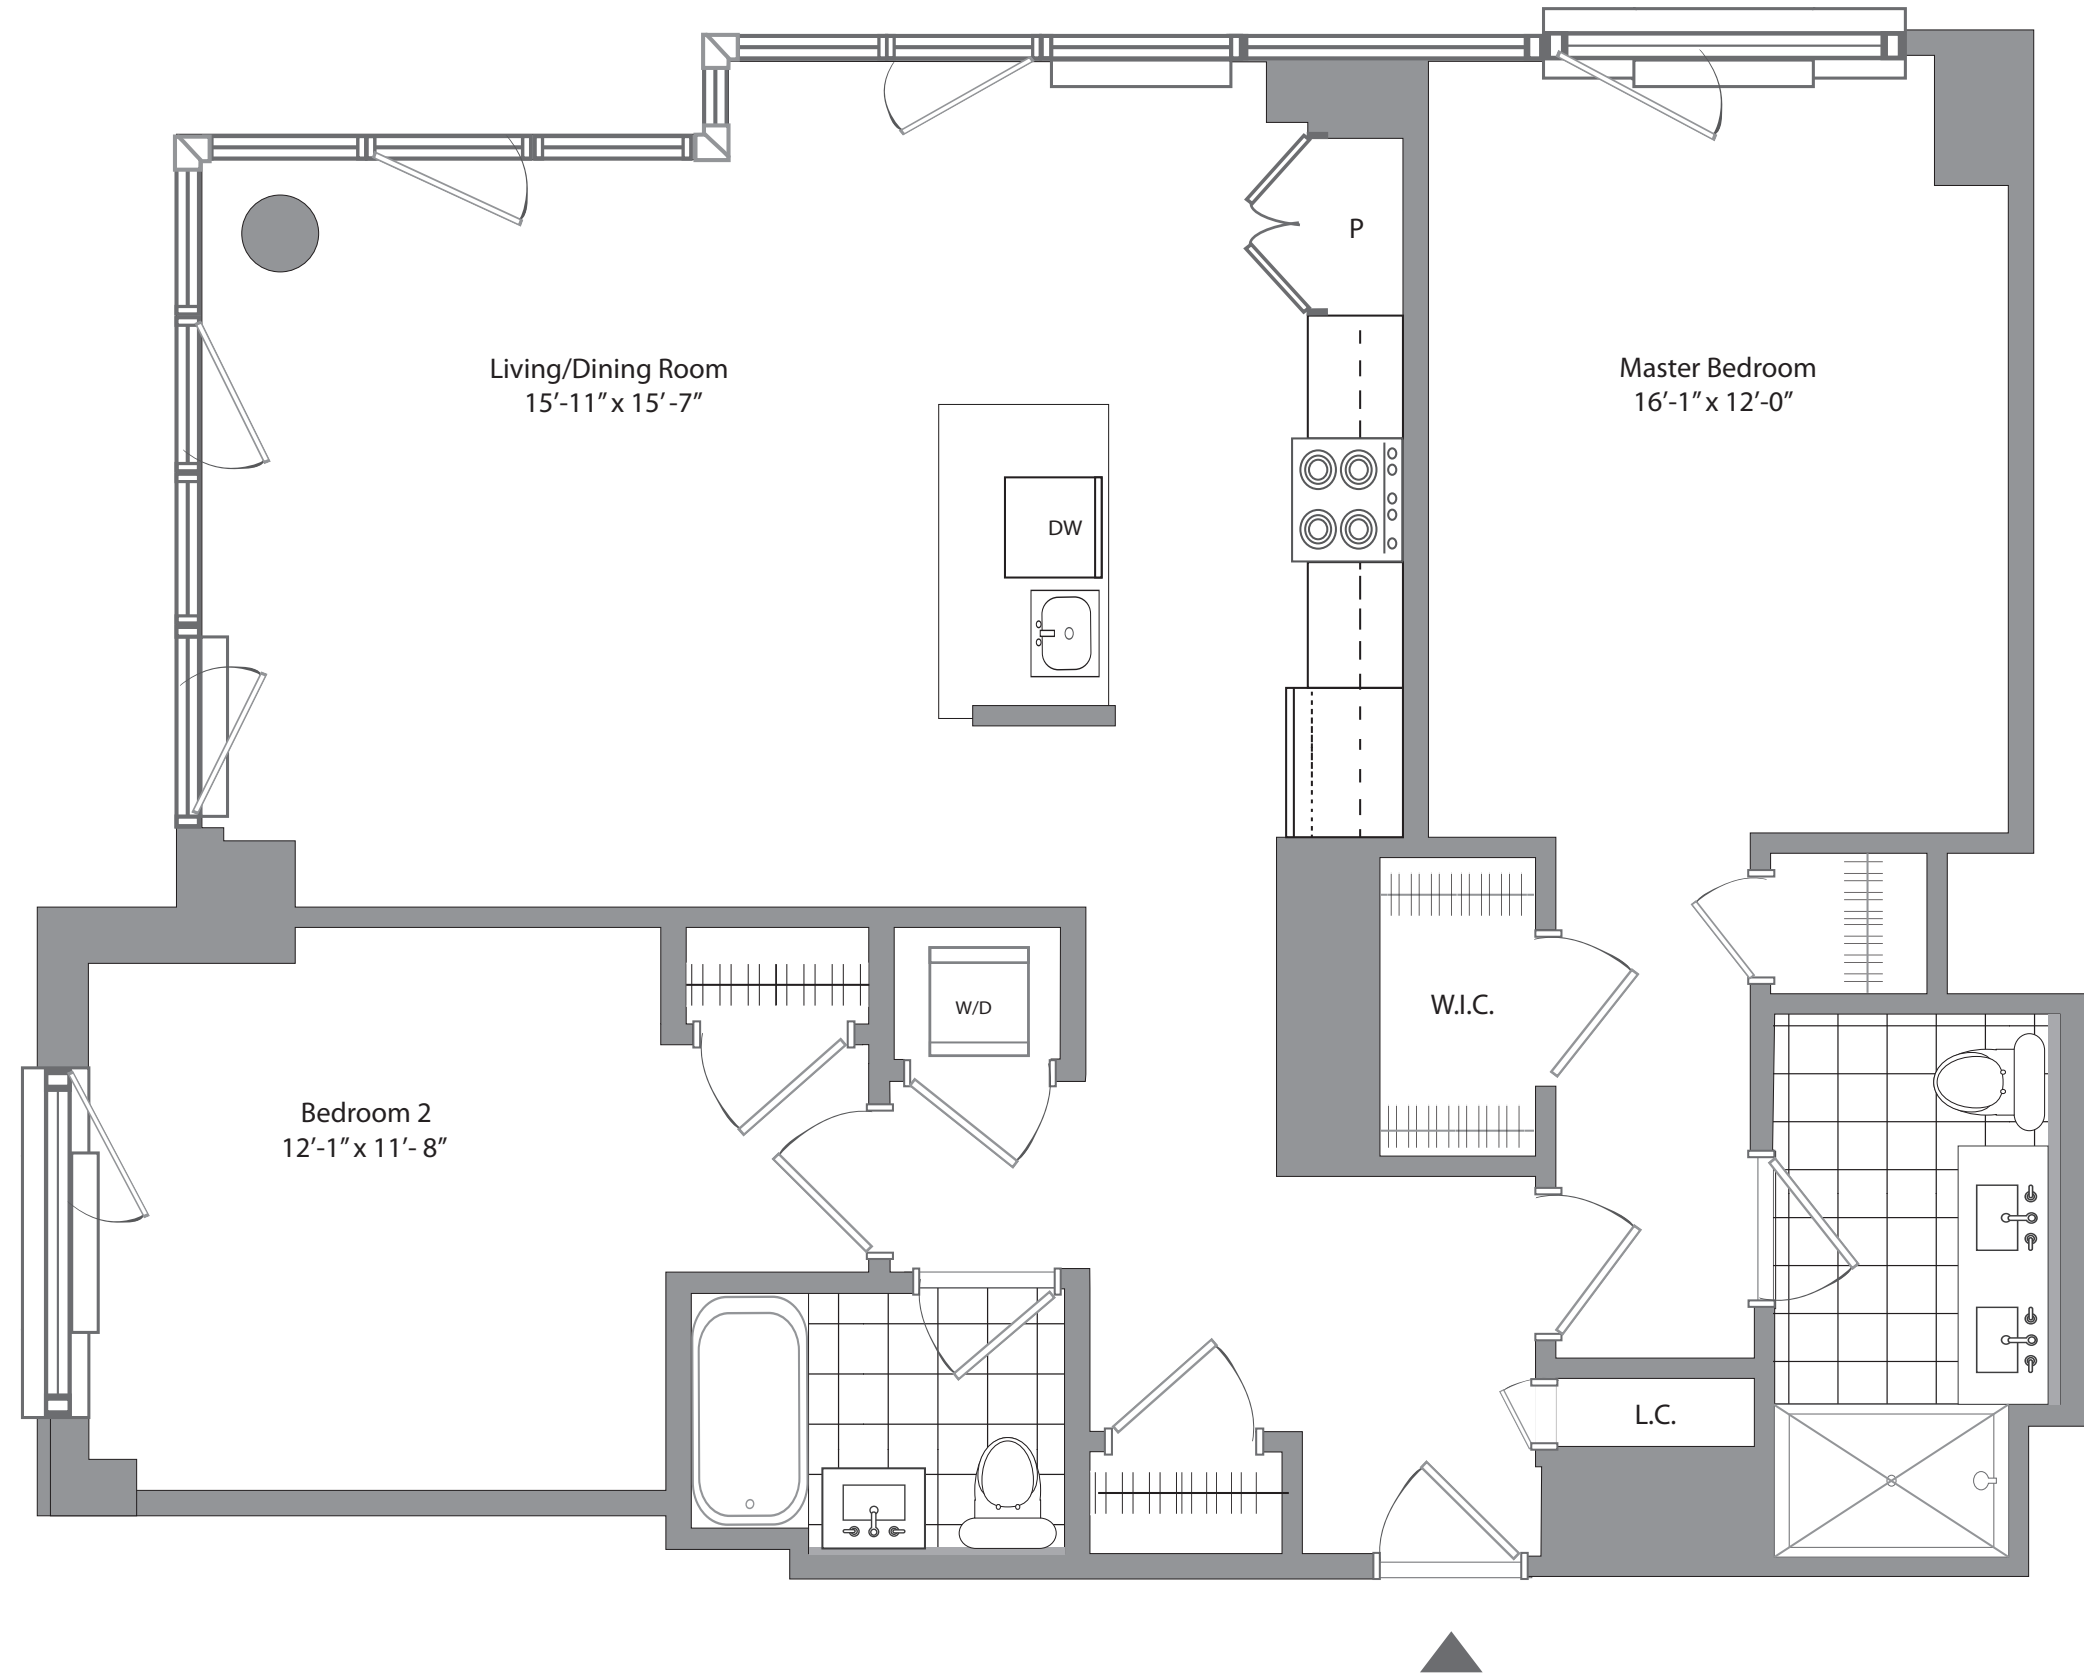 P
Living/Dining Room
15’-11” x 15’ -7”
Master Bedroom
16’-1” x 12’-0”
DW
W.I.C.
W/D
Bedroom 2
12’-1” x 11’- 8”
L.C.